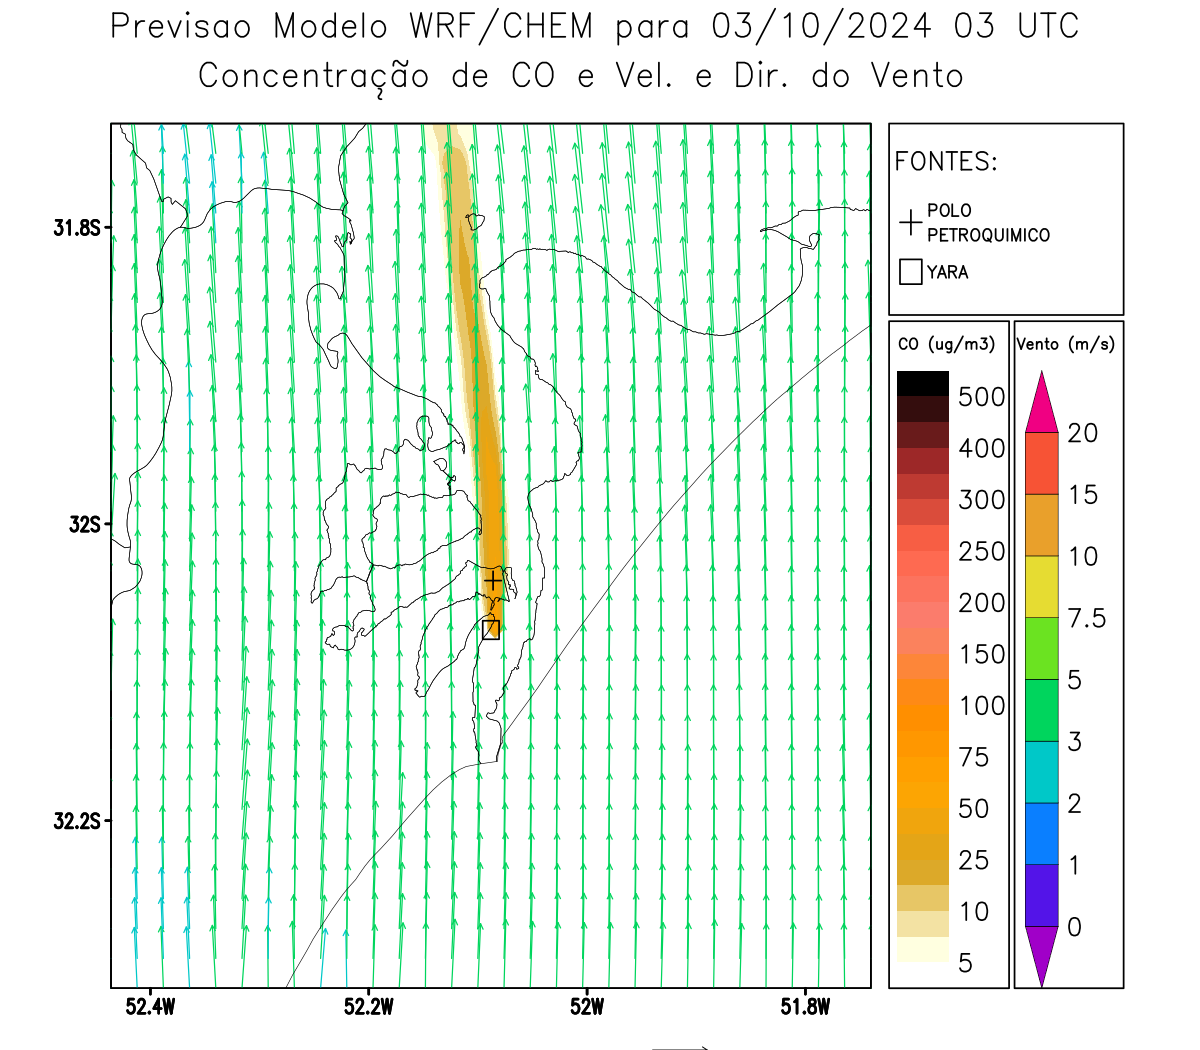 Previsao Modelo WRF/CHEM para 03/10/2024 03 UTC
Concentração de CO e Vel. e Dir. do Vento
FONTES:
POLO
PETROQUIMICO
YARA
31.8S
32S
32.2S
52.4W
52.2W
52W
51.8W
CO (ug/m3)
500
400
300
250
200
150
100
75
50
25
10
5
Vento (m/s)
20
15
10
7.5
5
3
2
1
0